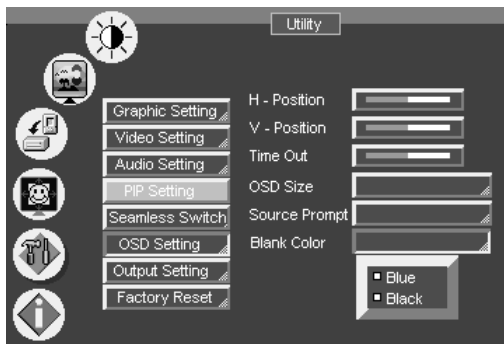 Utility
Graphic Setting
Video Setting
Audio Setting
PIP Setting
Seamless Switch
OSD Setting
Output Setting
Factory Reset
H - Position
V - Position
Time Out
OSD Size
Source Prompt
Blank Color
Blue
Black